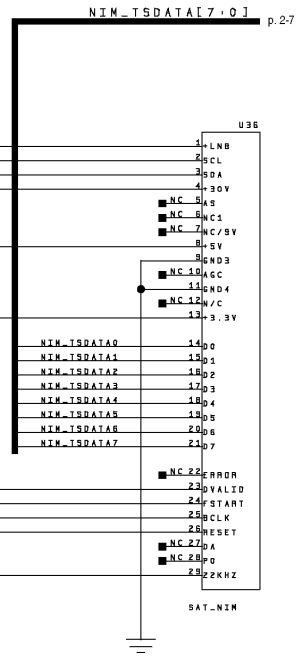 NIM_TSDATA[7:0]
p. 2-7
U36
1 +LNB
2 SCL
3 SDA
4 +30V
NC 5 AS
NC 6 NC1
NC 7 NC/9V
8 +5V
9 GND3
NC 10 AGC
11 GND4
NC 12 N/C
13 +3.3V
NIM_TSDATA0 14 D0
NIM_TSDATA1 15 D1
NIM_TSDATA2 16 D2
NIM_TSDATA3 17 D3
NIM_TSDATA4 18 D4
NIM_TSDATA5 19 D5
NIM_TSDATA6 20 D6
NIM_TSDATA7 21 D7
NC 22 ERROR
23 DVALID
24 FSTART
25 BCLK
26 RESET
NC 27 DA
NC 28 PO
29 22KHZ
SAT_NIM